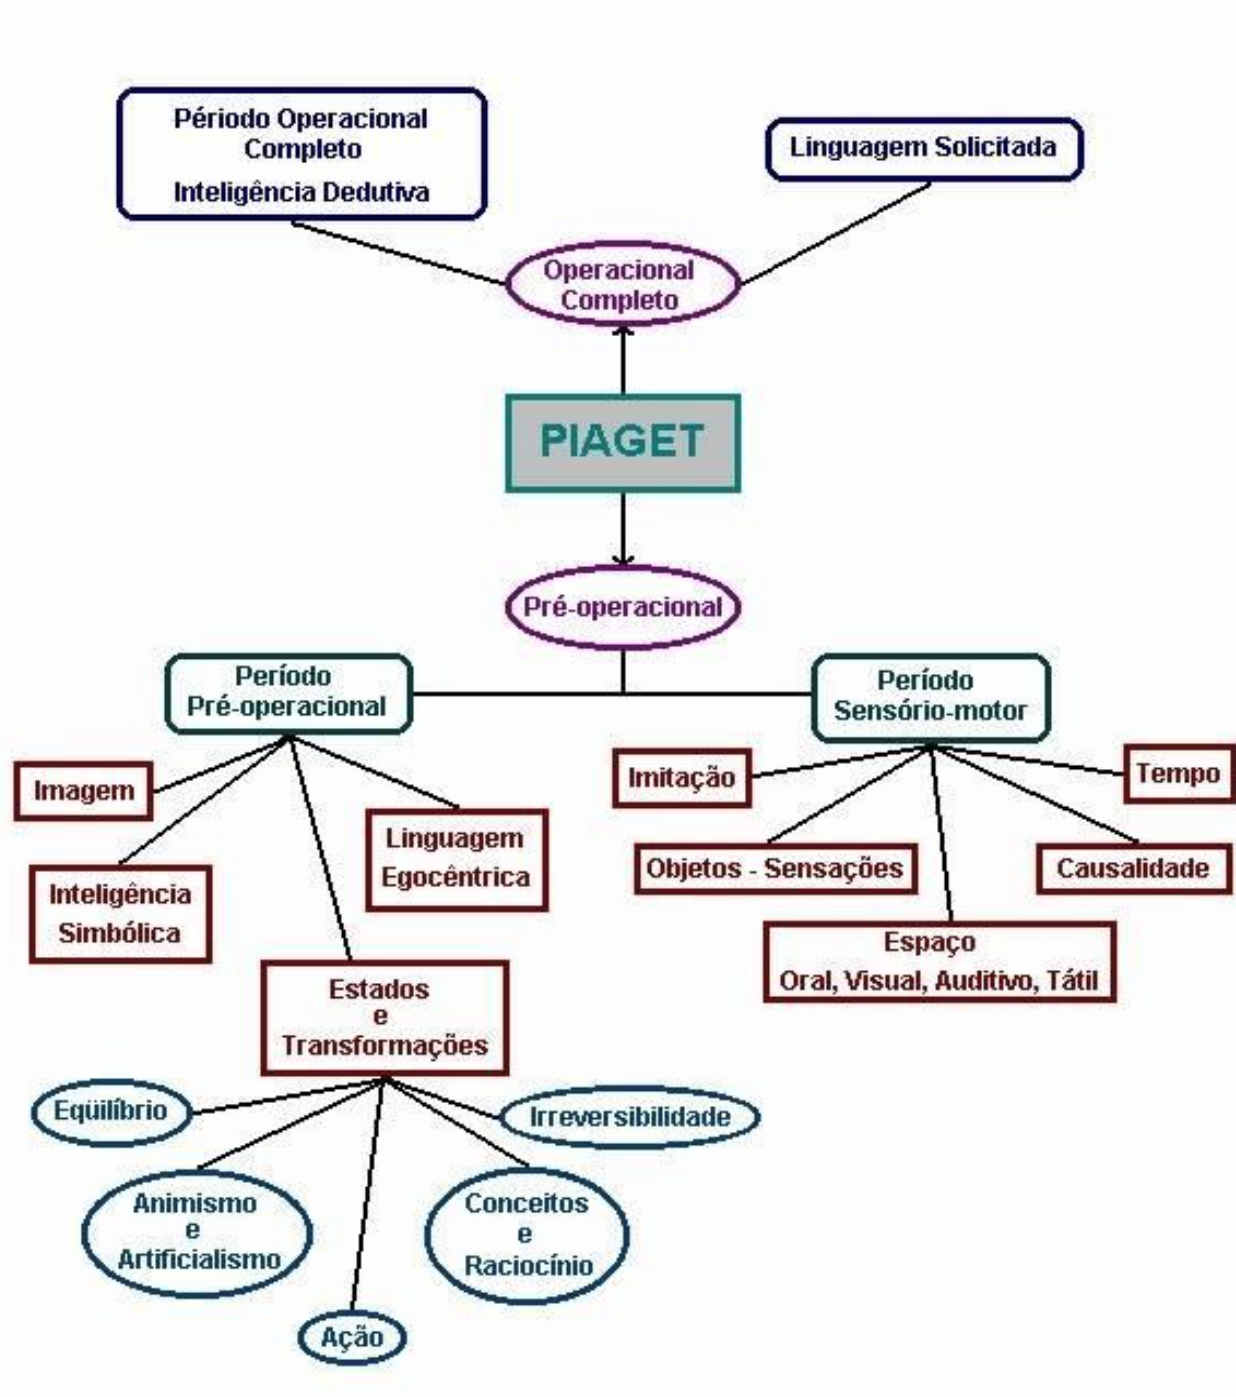 Périodo Operacional
Completo
Inteligência Dedutiva
Linguagem Solicitada
Operacional
Completo
PIAGET
Pré-operacional
Período
Pré-operacional
Período
Sensório-motor
Imagem
Inteligência
Simbólica
Linguagem
Egocêntrica
Imitação
Tempo
Objetos - Sensações
Causalidade
Espaço
Oral, Visual, Auditivo, Tátil
Estados
e
Transformações
Eqüilíbrio
Irreversibilidade
Animismo
e
Artificialismo
Conceitos
e
Raciocínio
Ação